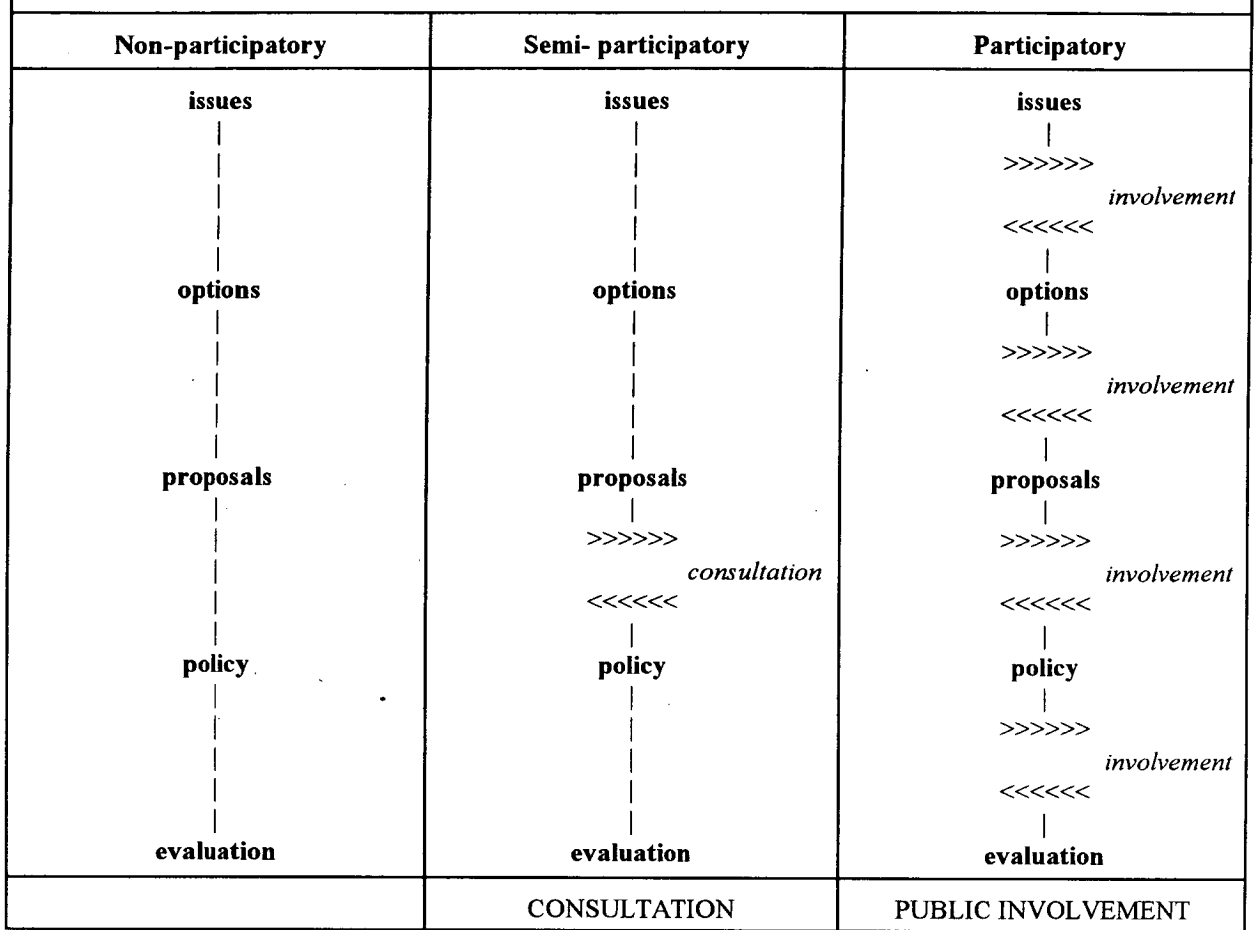 Non-participatory
issues
options
proposals
policy
evaluation
Semi- participatory
issues
options
proposals
>>>>>>
consultation
<<<<<<
policy
evaluation
CONSULTATION
Participatory
issues
>>>>>>
involvement
<<<<<<
options
>>>>>>
involvement
<<<<<<
proposals
>>>>>>
involvement
<<<<<<
policy
>>>>>>
involvement
<<<<<<
evaluation
PUBLIC INVOLVEMENT